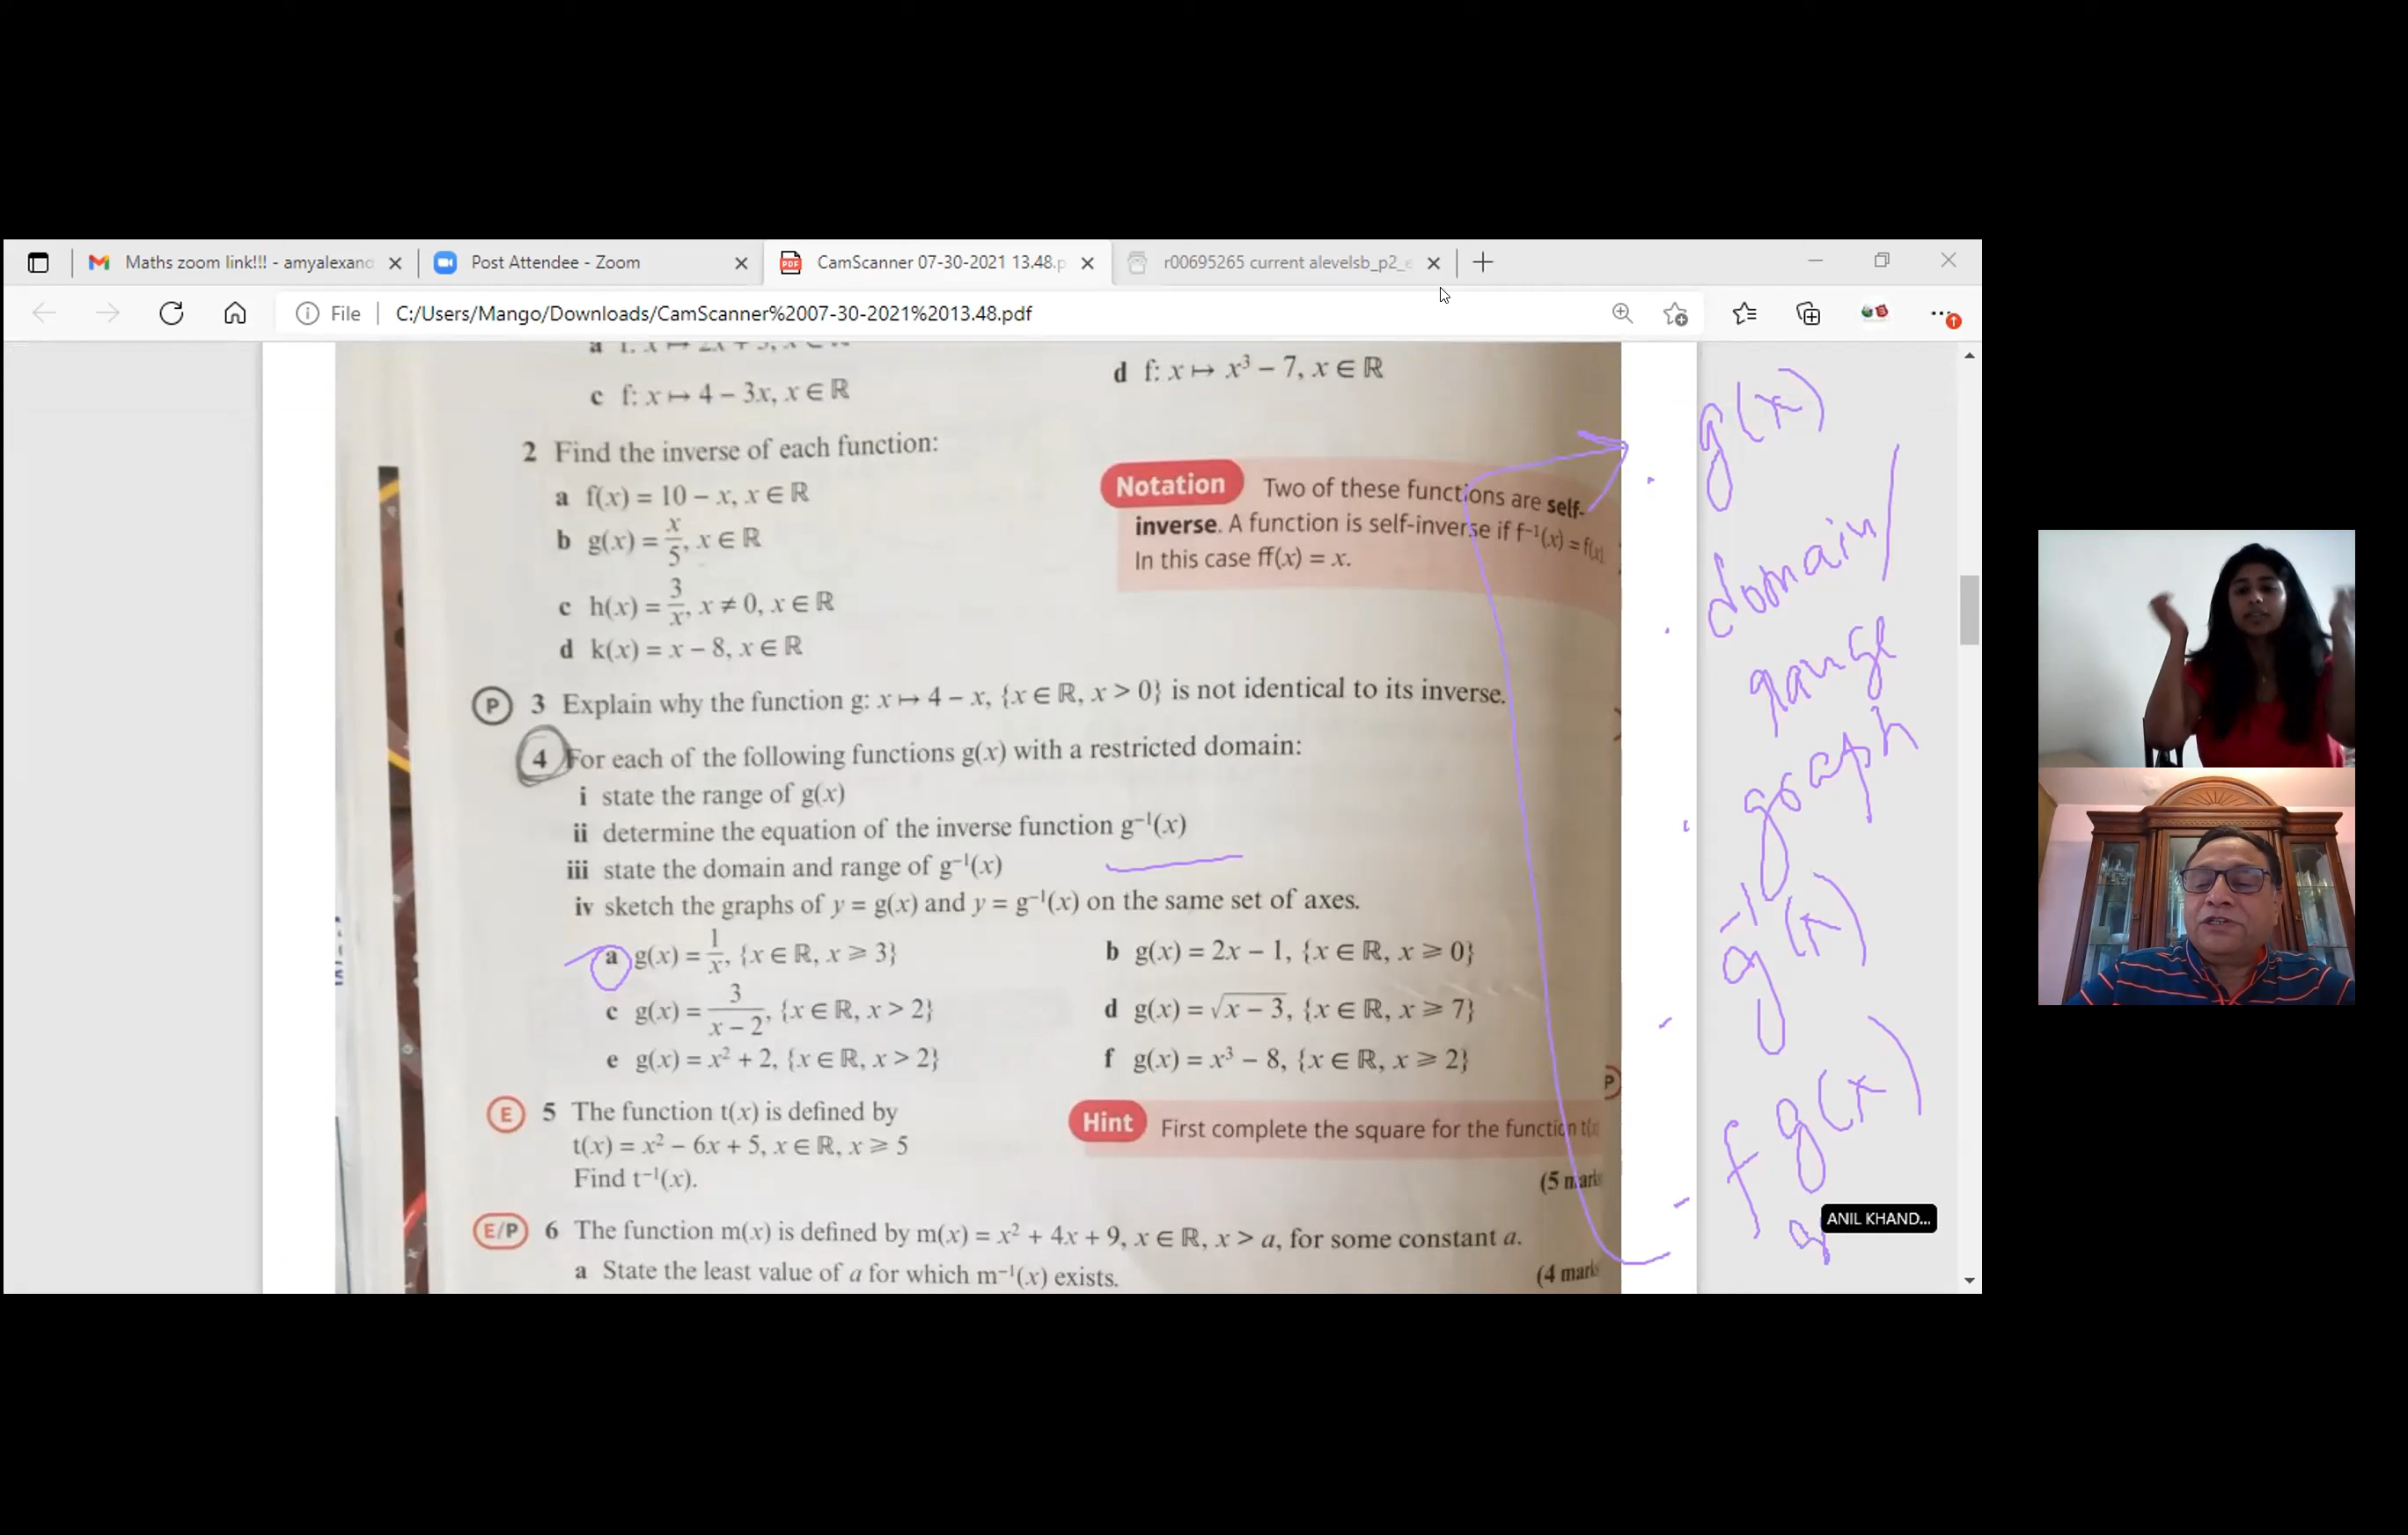 Maths zoom link!!! - amyalexand
Post Attendee - Zoom
CamScanner 07-30-2021 13.48.p
r00695265 current alevelsb_p2_e
File
C:/Users/Mango/Downloads/CamScanner%2007-30-2021%2013.48.pdf
c f: x ↦ 4 − 3x, x ∈ ℝ
d f: x ↦ x³ − 7, x ∈ ℝ
2 Find the inverse of each function:
a f(x) = 10 − x, x ∈ ℝ
b g(x) = x/5, x ∈ ℝ
c h(x) = 3/x, x ≠ 0, x ∈ ℝ
d k(x) = x − 8, x ∈ ℝ
Notation Two of these functions are self-
inverse. A function is self-inverse if f⁻¹(x) = f(x).
In this case ff(x) = x.
P 3 Explain why the function g: x ↦ 4 − x, {x ∈ ℝ, x > 0} is not identical to its inverse.
4 For each of the following functions g(x) with a restricted domain:
i state the range of g(x)
ii determine the equation of the inverse function g⁻¹(x)
iii state the domain and range of g⁻¹(x)
iv sketch the graphs of y = g(x) and y = g⁻¹(x) on the same set of axes.
a g(x) = 1/x, {x ∈ ℝ, x ⩾ 3}
b g(x) = 2x − 1, {x ∈ ℝ, x ⩾ 0}
c g(x) = 3/(x − 2), {x ∈ ℝ, x > 2}
d g(x) = √(x − 3), {x ∈ ℝ, x ⩾ 7}
e g(x) = x² + 2, {x ∈ ℝ, x > 2}
f g(x) = x³ − 8, {x ∈ ℝ, x ⩾ 2}
E 5 The function t(x) is defined by
t(x) = x² − 6x + 5, x ∈ ℝ, x ⩾ 5
Find t⁻¹(x).
Hint First complete the square for the function t(x
(5 marks
E/P 6 The function m(x) is defined by m(x) = x² + 4x + 9, x ∈ ℝ, x > a, for some constant a.
a State the least value of a for which m⁻¹(x) exists.
(4 marks
P
g(x)
domain/
range
graph
g⁻¹(x)
fg(x)
g
ANIL KHAND...